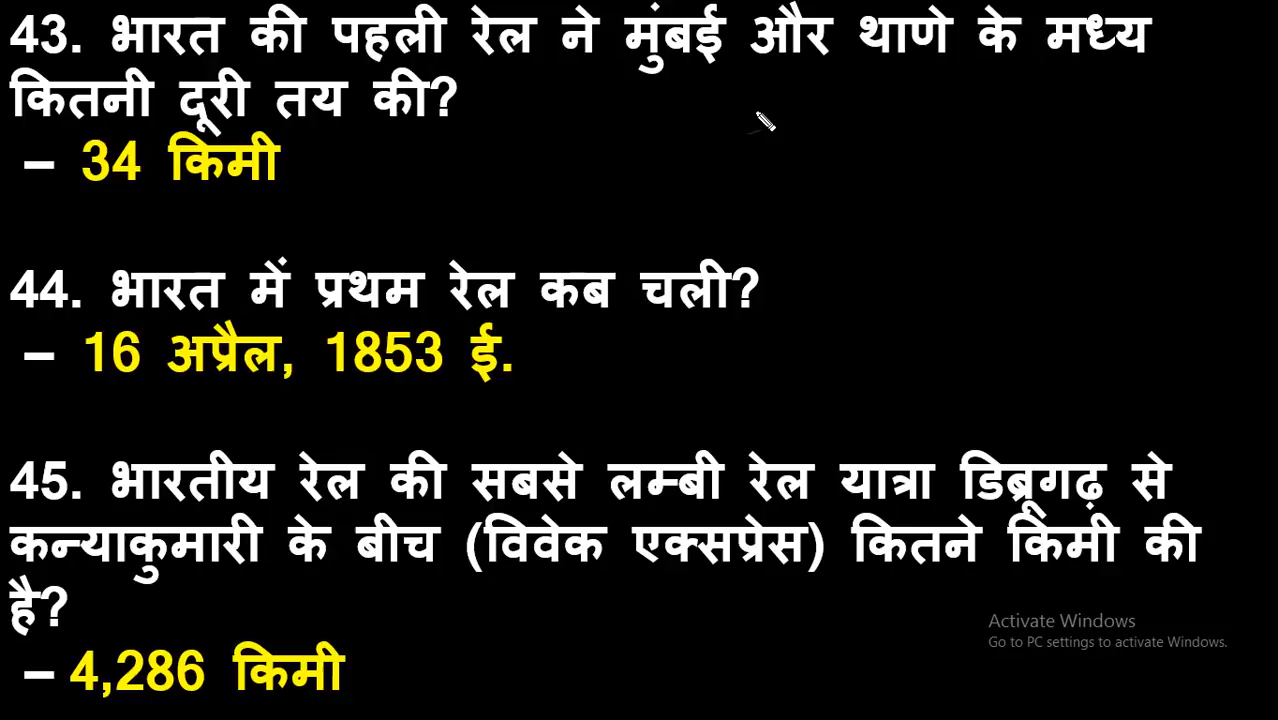 43. भारत की पहली रेल ने मुंबई और थाणे के मध्य
कितनी दूरी तय की?
– 34 किमी
44. भारत में प्रथम रेल कब चली?
– 16 अप्रैल, 1853 ई.
45. भारतीय रेल की सबसे लम्बी रेल यात्रा डिब्रूगढ़ से
कन्याकुमारी के बीच (विवेक एक्सप्रेस) कितने किमी की
है?
– 4,286 किमी
Activate Windows
Go to PC settings to activate Windows.